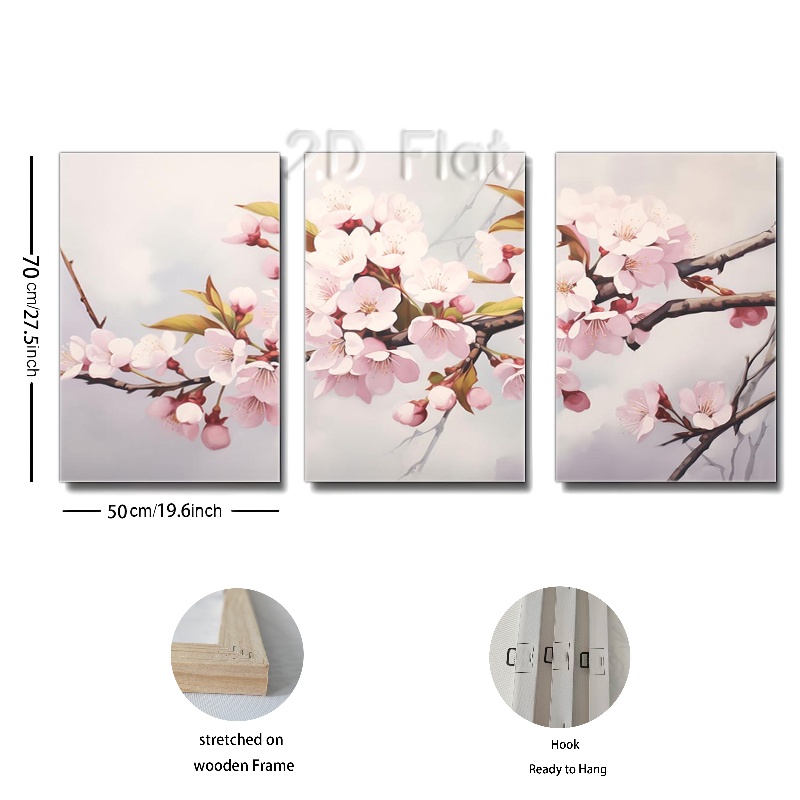 2D Flat
70cm/27.5inch
50cm/19.6inch
stretched on
wooden Frame
Hook
Ready to Hang